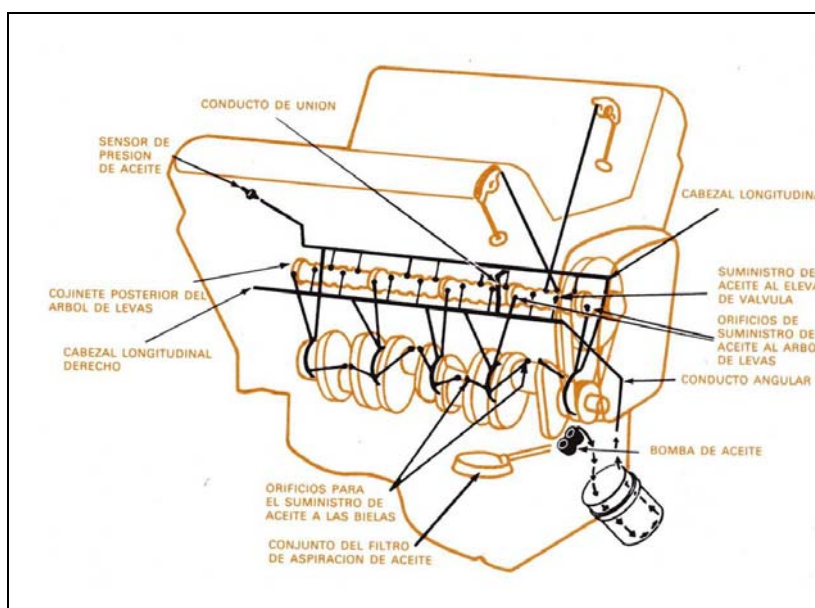 CONDUCTO DE UNION
SENSOR DE
PRESION
DE ACEITE
CABEZAL LONGITUDINA
COJINETE POSTERIOR DEL
ARBOL DE LEVAS
SUMINISTRO DE
ACEITE AL ELEVA
DE VALVULA
CABEZAL LONGITUDINAL
DERECHO
ORIFICIOS DE
SUMINISTRO DE
ACEITE AL ARBO
DE LEVAS
CONDUCTO ANGULAR
BOMBA DE ACEITE
ORIFICIOS PARA
EL SUMINISTRO DE
ACEITE A LAS BIELAS
CONJUNTO DEL FILTRO
DE ASPIRACION DE ACEITE